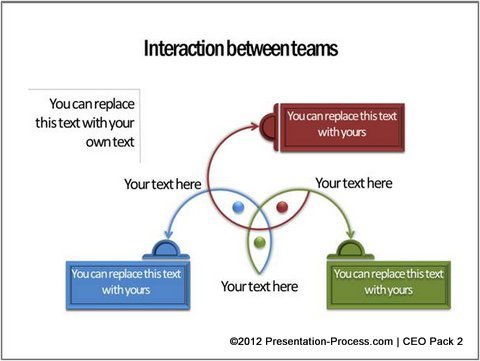 Interaction between teams
You can replace
this text with your
own text
You can replace this text
with yours
Your text here
Your text here
You can replace this text
with yours
Your text here
You can replace this text
with yours
©2012 Presentation-Process.com | CEO Pack 2